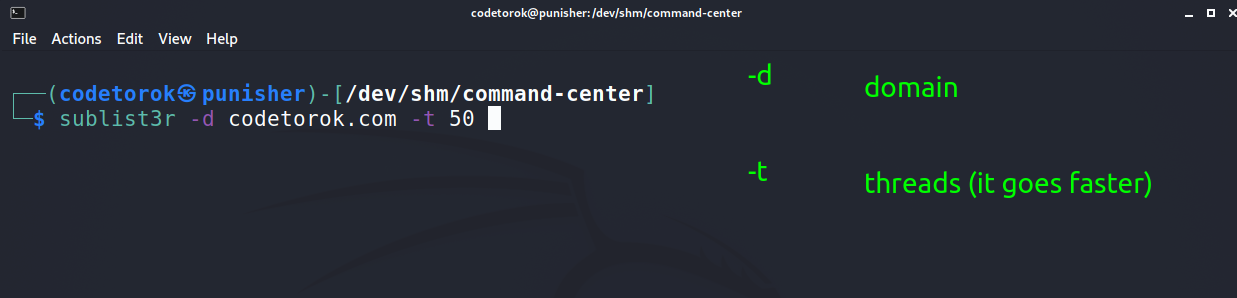 codetorok@punisher:/dev/shm/command-center
File Actions Edit View Help
┌──(codetorok㉿punisher)-[/dev/shm/command-center]
└─$ sublist3r -d codetorok.com -t 50
-d domain
-t threads (it goes faster)